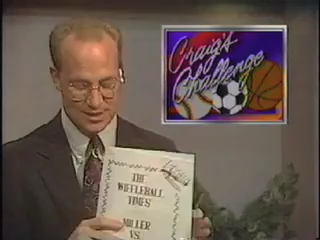 Craig's
Challenge
THE
WIFFLEBALL
TIMES
MILLER
VS